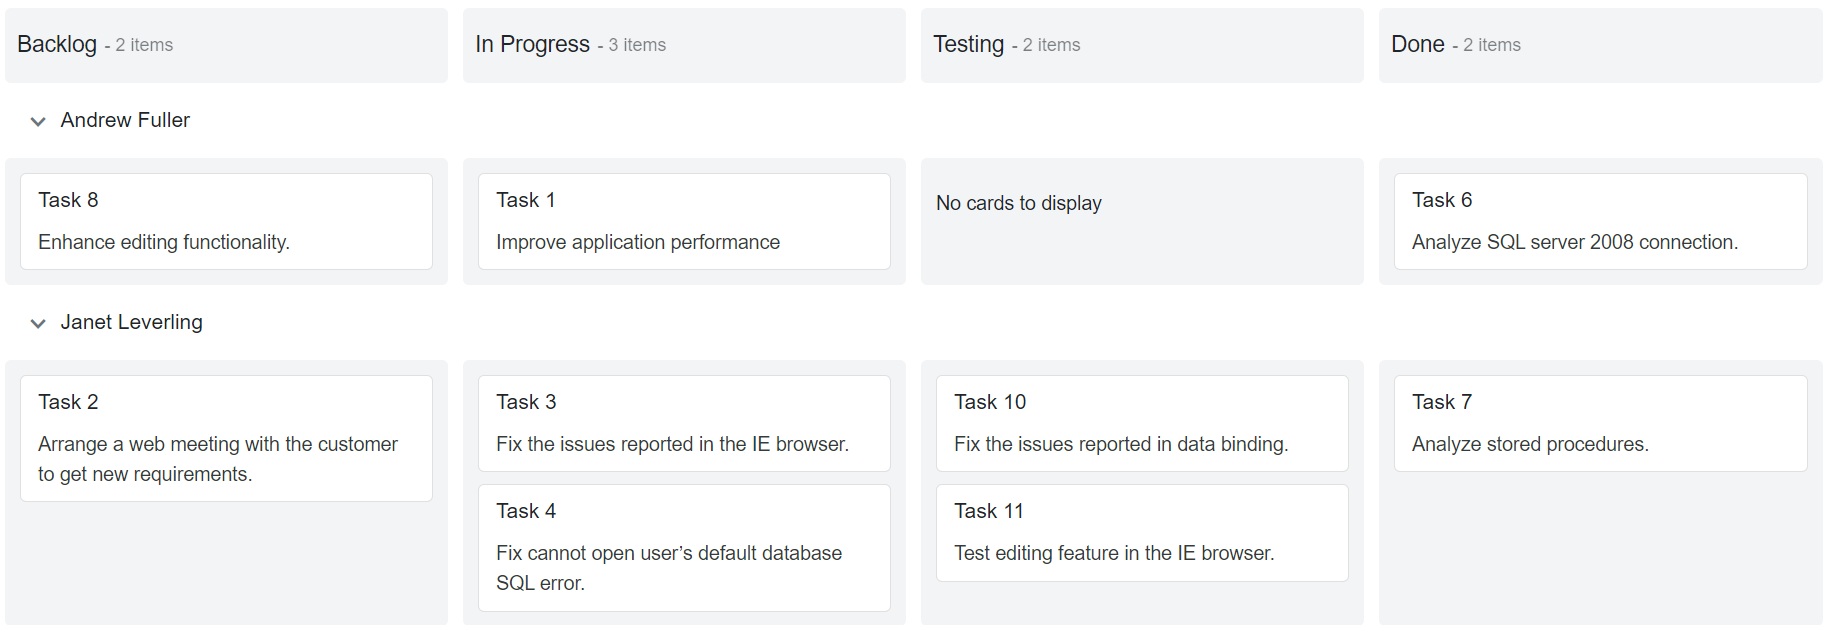 Backlog - 2 items
In Progress - 3 items
Testing - 2 items
Done - 2 items
Andrew Fuller
Task 8
Enhance editing functionality.
Task 1
Improve application performance
No cards to display
Task 6
Analyze SQL server 2008 connection.
Janet Leverling
Task 2
Arrange a web meeting with the customer
to get new requirements.
Task 3
Fix the issues reported in the IE browser.
Task 4
Fix cannot open user’s default database
SQL error.
Task 10
Fix the issues reported in data binding.
Task 11
Test editing feature in the IE browser.
Task 7
Analyze stored procedures.